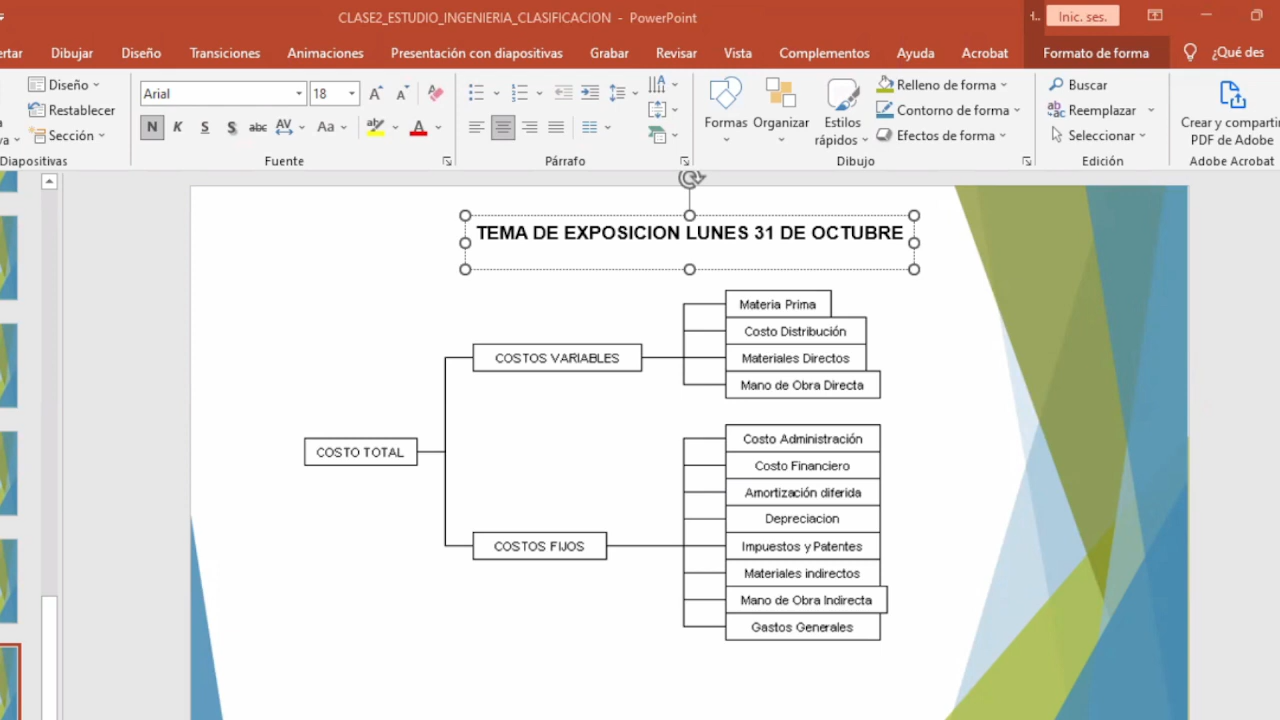 CLASE2_ESTUDIO_INGENIERIA_CLASIFICACION - PowerPoint
Inic. ses.
ertar Dibujar Diseño Transiciones Animaciones Presentación con diapositivas Grabar Revisar Vista Complementos Ayuda Acrobat Formato de forma ¿Qué des
Diseño
Restablecer
Sección
Diapositivas
Arial 18
N K S S abc AV Aa A
Fuente
Párrafo
Formas Organizar Estilos rápidos
Relleno de forma
Contorno de forma
Efectos de forma
Dibujo
Buscar
Reemplazar
Seleccionar
Edición
Crear y comparti
PDF de Adobe
Adobe Acrobat
TEMA DE EXPOSICION LUNES 31 DE OCTUBRE
COSTO TOTAL
COSTOS VARIABLES
Materia Prima
Costo Distribución
Materiales Directos
Mano de Obra Directa
COSTOS FIJOS
Costo Administración
Costo Financiero
Amortización diferida
Depreciacion
Impuestos y Patentes
Materiales indirectos
Mano de Obra Indirecta
Gastos Generales